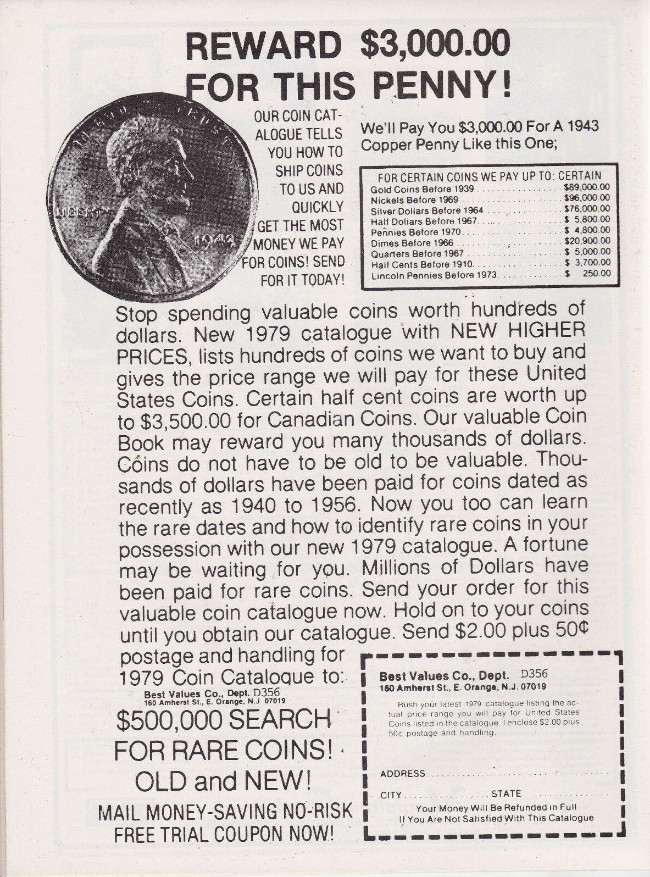 REWARD $3,000.00
FOR THIS PENNY!
LIBERTY
1943
OUR COIN CAT-
ALOGUE TELLS
YOU HOW TO
SHIP COINS
TO US AND
QUICKLY
GET THE MOST
MONEY WE PAY
FOR COINS! SEND
FOR IT TODAY!
We'll Pay You $3,000.00 For A 1943
Copper Penny Like this One;
FOR CERTAIN COINS WE PAY UP TO: CERTAIN
Gold Coins Before 1939 $89,000.00
Nickels Before 1969 $96,000.00
Silver Dollars Before 1964 $76,000.00
Half Dollars Before 1967 $ 5,800.00
Pennies Before 1970 $ 4,800.00
Dimes Before 1966 $20,900.00
Quarters Before 1967 $ 5,000.00
Half Cents Before 1910 $ 3,700.00
Lincoln Pennies Before 1973 $ 250.00
Stop spending valuable coins worth hundreds of
dollars. New 1979 catalogue with NEW HIGHER
PRICES, lists hundreds of coins we want to buy and
gives the price range we will pay for these United
States Coins. Certain half cent coins are worth up
to $3,500.00 for Canadian Coins. Our valuable Coin
Book may reward you many thousands of dollars.
Coins do not have to be old to be valuable. Thou-
sands of dollars have been paid for coins dated as
recently as 1940 to 1956. Now you too can learn
the rare dates and how to identify rare coins in your
possession with our new 1979 catalogue. A fortune
may be waiting for you. Millions of Dollars have
been paid for rare coins. Send your order for this
valuable coin catalogue now. Hold on to your coins
until you obtain our catalogue. Send $2.00 plus 50¢
postage and handling for
1979 Coin Catalogue to:
Best Values Co., Dept. D356
160 Amherst St., E. Orange, N.J. 07019
$500,000 SEARCH
FOR RARE COINS!
OLD and NEW!
MAIL MONEY-SAVING NO-RISK
FREE TRIAL COUPON NOW!
Best Values Co., Dept. D356
160 Amherst St., E. Orange, N.J. 07019
Rush your latest 1979 catalogue listing the ac-
tual price range you will pay for United States
Coins listed in the catalogue. I enclose $2.00 plus
50¢ postage and handling.
ADDRESS
CITY STATE
Your Money Will Be Refunded in Full
If You Are Not Satisfied With This Catalogue